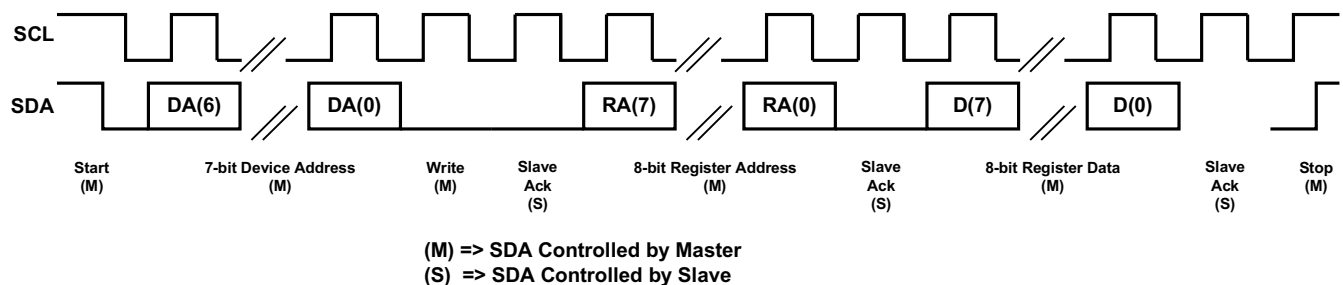 SCL
SDA DA(6) DA(0) RA(7) RA(0) D(7) D(0)
Start
(M)
7-bit Device Address
(M)
Write
(M)
Slave
Ack
(S)
8-bit Register Address
(M)
Slave
Ack
(S)
8-bit Register Data
(M)
Slave
Ack
(S)
Stop
(M)
(M) => SDA Controlled by Master
(S) => SDA Controlled by Slave